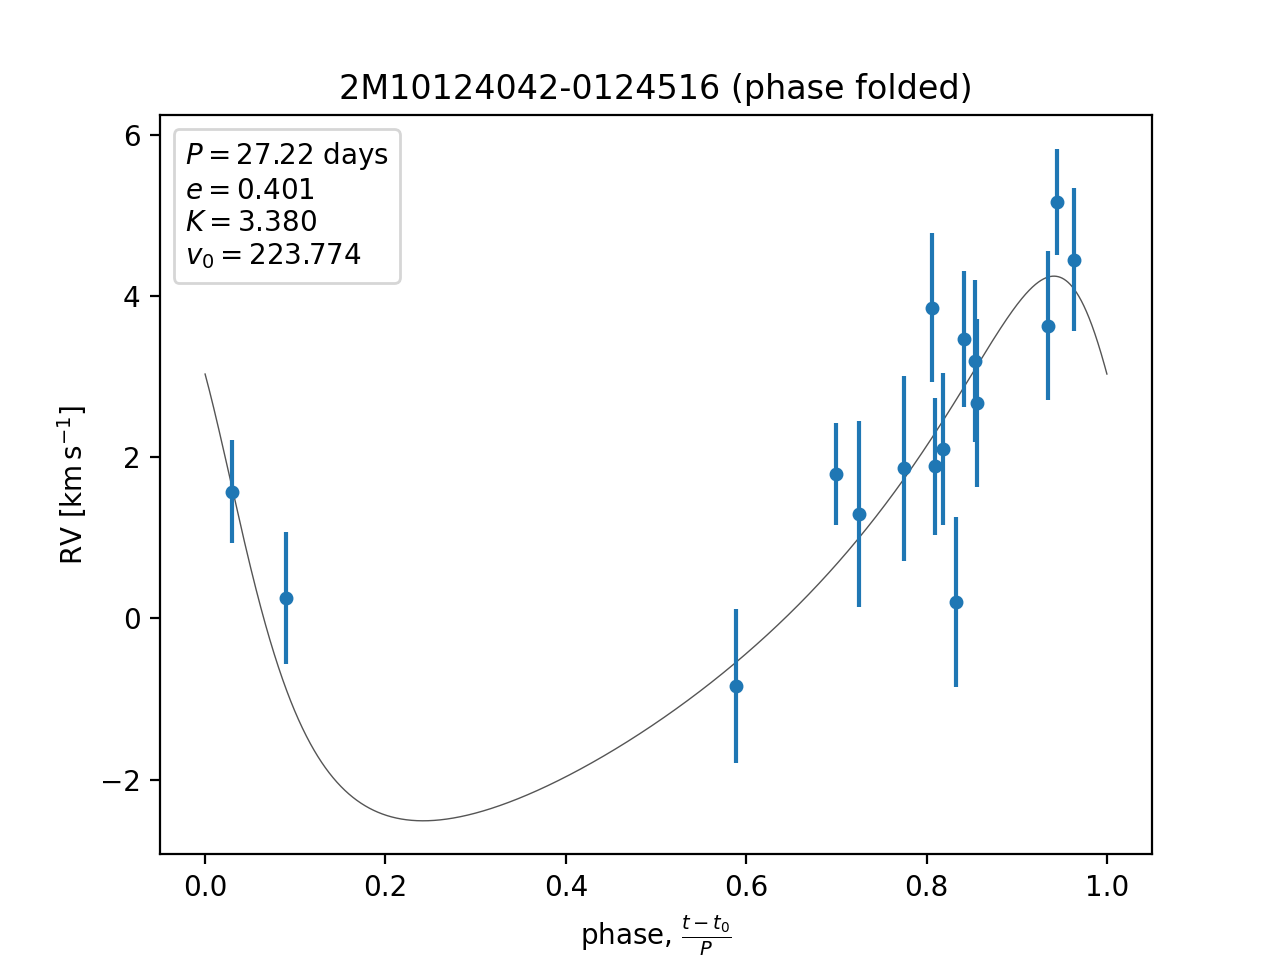 2M10124042-0124516 (phase folded)
P = 27.22 days
e = 0.401
K = 3.380
v₀ = 223.774
6
4
2
0
−2
RV [km s⁻¹]
0.0 0.2 0.4 0.6 0.8 1.0
phase, (t − t₀)/P